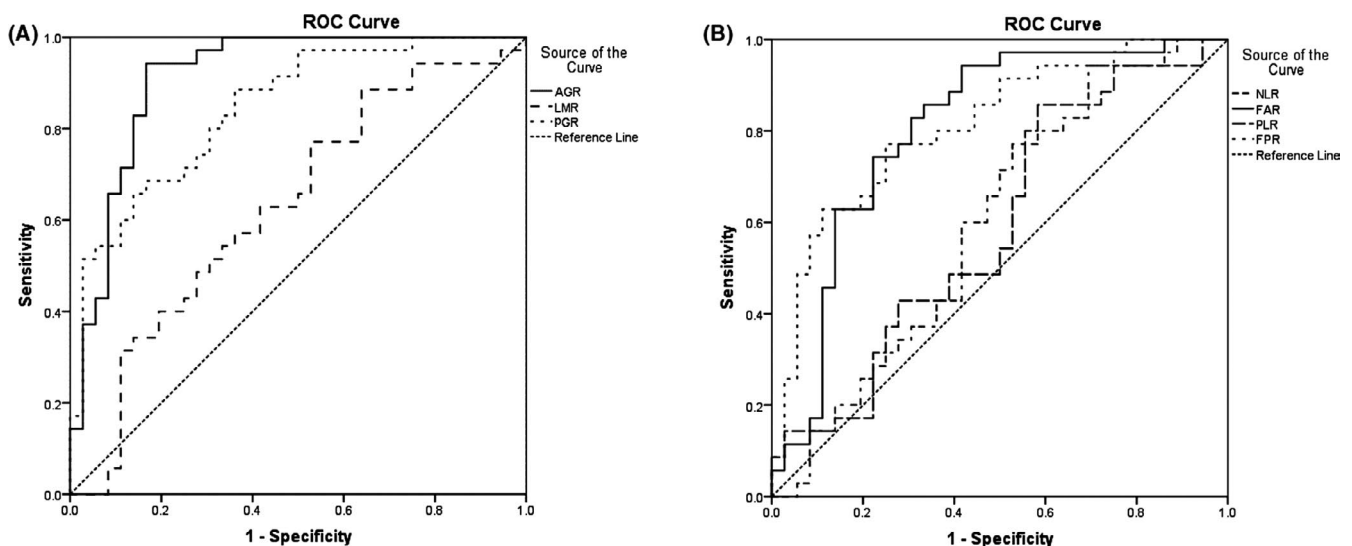 (A)
ROC Curve
Source of the
Curve
AGR
LMR
PGR
Reference Line
Sensitivity
1.0
0.8
0.6
0.4
0.2
0.0
0.0 0.2 0.4 0.6 0.8 1.0
1 - Specificity
(B)
ROC Curve
Source of the
Curve
NLR
FAR
PLR
FPR
Reference Line
Sensitivity
1.0
0.8
0.6
0.4
0.2
0.0
0.0 0.2 0.4 0.6 0.8 1.0
1 - Specificity